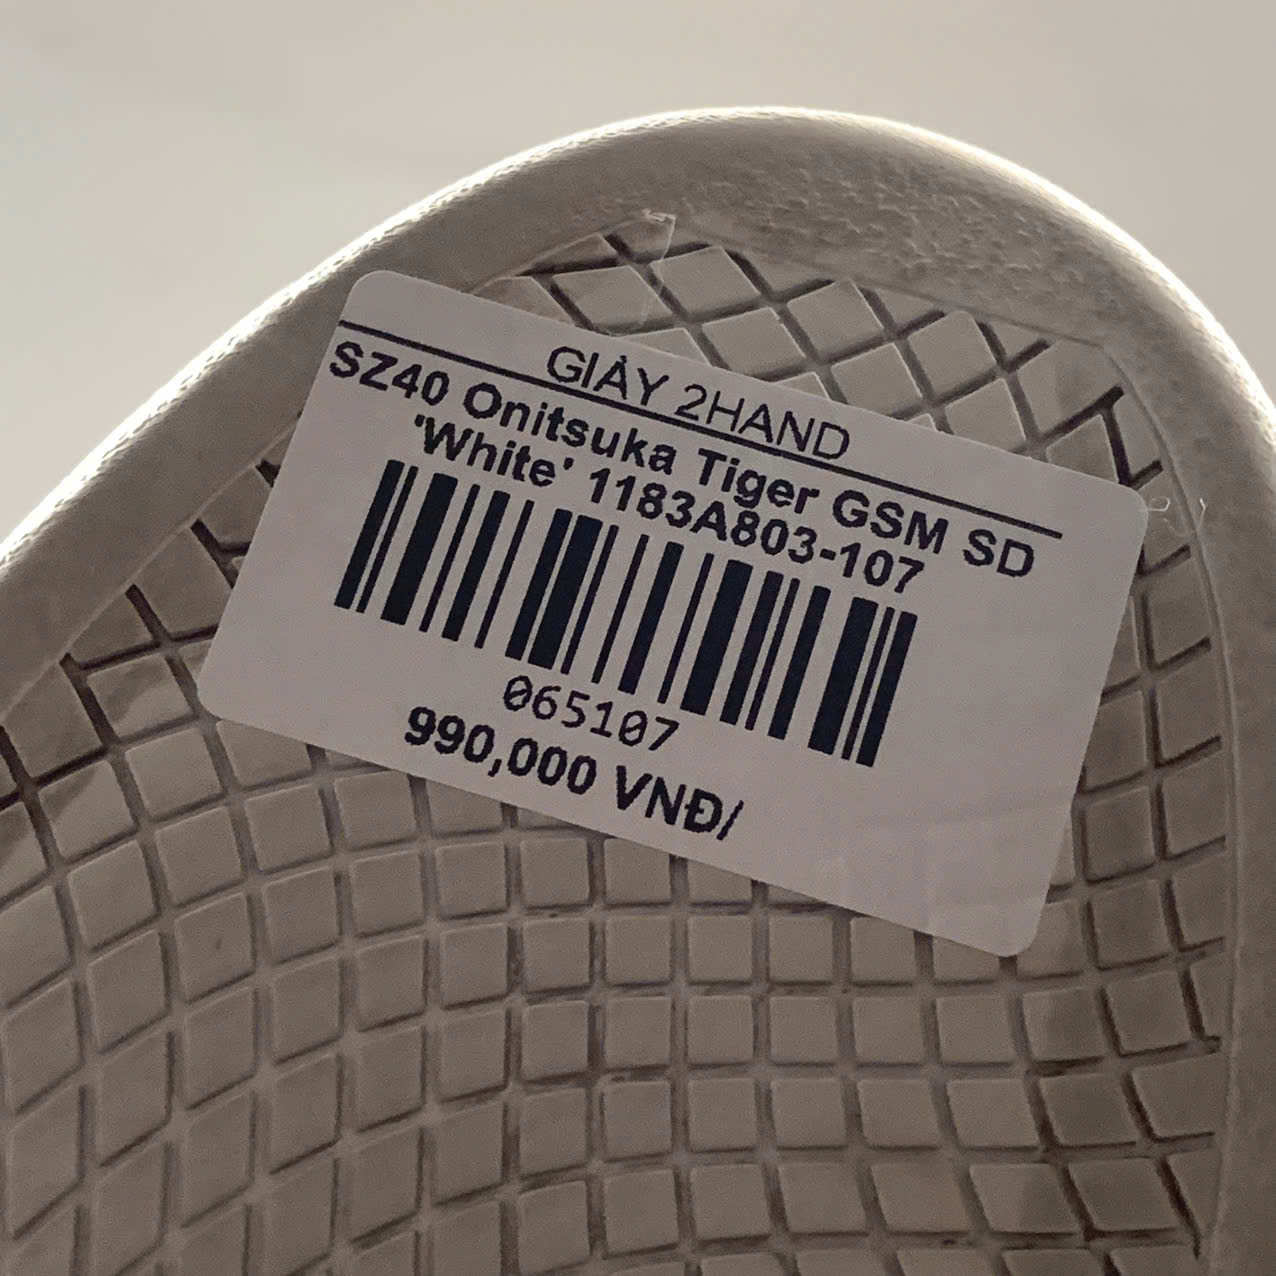 GIÀY 2HAND
SZ40 Onitsuka Tiger GSM SD
'White' 1183A803-107
065107
990,000 VNĐ/